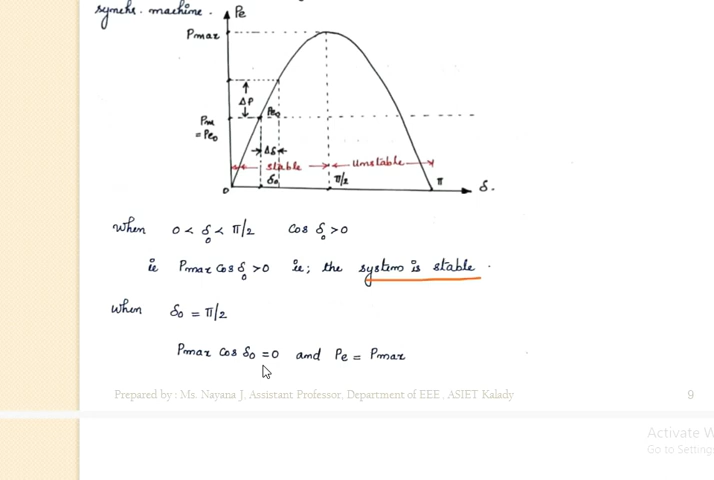 synchr. machine.
Pe
Pmax
ΔP
Pm
= Pe₀
Pe₀
Δδ
stable
Unstable
0
δ₀
π/2
π
δ.
when 0 < δ₀ < π/2 cos δ₀ > 0
ie Pmax cos δ₀ > 0 ie; the system is stable.
when δ₀ = π/2
Pmax cos δ₀ = 0 and Pe = Pmax
Prepared by : Ms. Nayana J, Assistant Professor, Department of EEE , ASIET Kalady
9
Activate W
Go to Setting